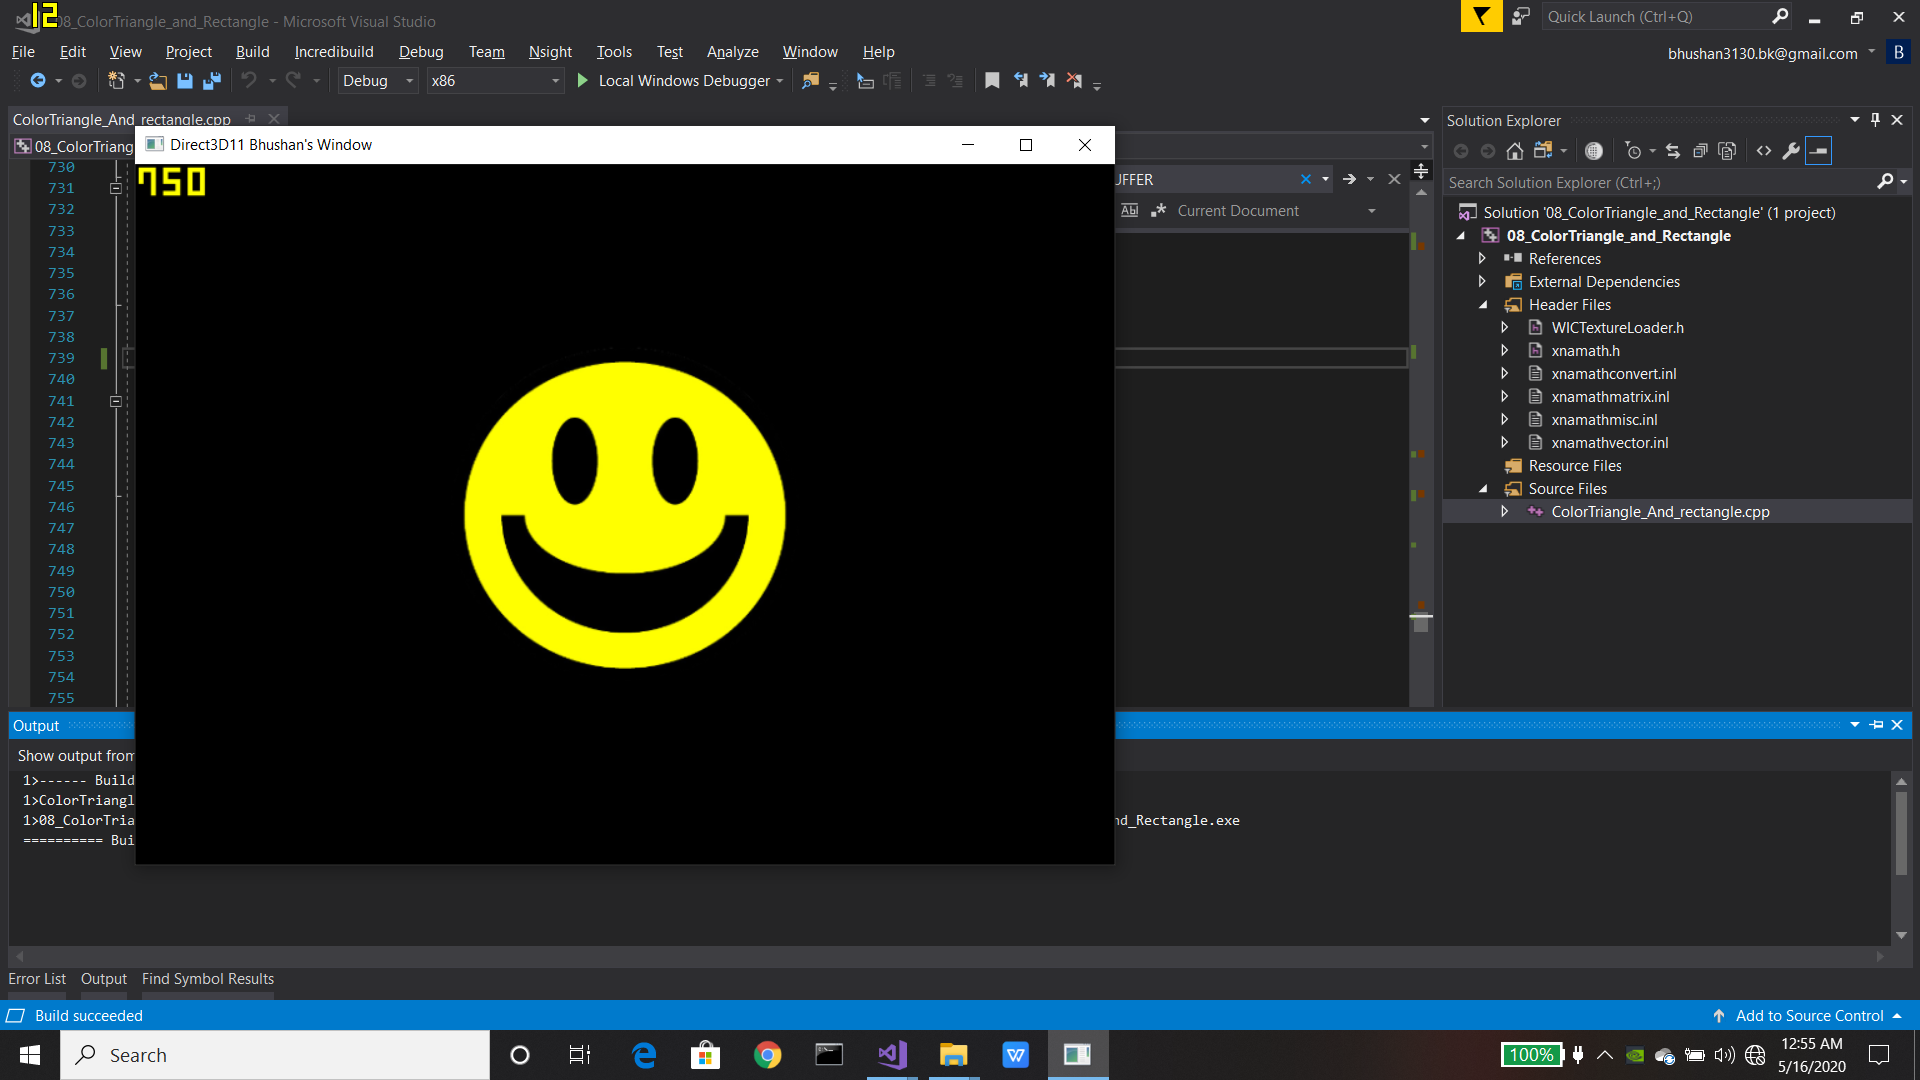 12
08_ColorTriangle_and_Rectangle - Microsoft Visual Studio
Quick Launch (Ctrl+Q)
File Edit View Project Build Incredibuild Debug Team Nsight Tools Test Analyze Window Help
bhushan3130.bk@gmail.com B
Debug x86 Local Windows Debugger
ColorTriangle_And_rectangle.cpp
08_ColorTriang
Direct3D11 Bhushan's Window
750
UFFER
Current Document
730
731
732
733
734
735
736
737
738
739
740
741
742
743
744
745
746
747
748
749
750
751
752
753
754
755
Solution Explorer
Search Solution Explorer (Ctrl+;)
Solution '08_ColorTriangle_and_Rectangle' (1 project)
08_ColorTriangle_and_Rectangle
References
External Dependencies
Header Files
WICTextureLoader.h
xnamath.h
xnamathconvert.inl
xnamathmatrix.inl
xnamathmisc.inl
xnamathvector.inl
Resource Files
Source Files
ColorTriangle_And_rectangle.cpp
Output
Show output from
1>------ Build
1>ColorTriangl
1>08_ColorTria nd_Rectangle.exe
========== Bui
Error List Output Find Symbol Results
Build succeeded
Add to Source Control
Search
100%
12:55 AM
5/16/2020